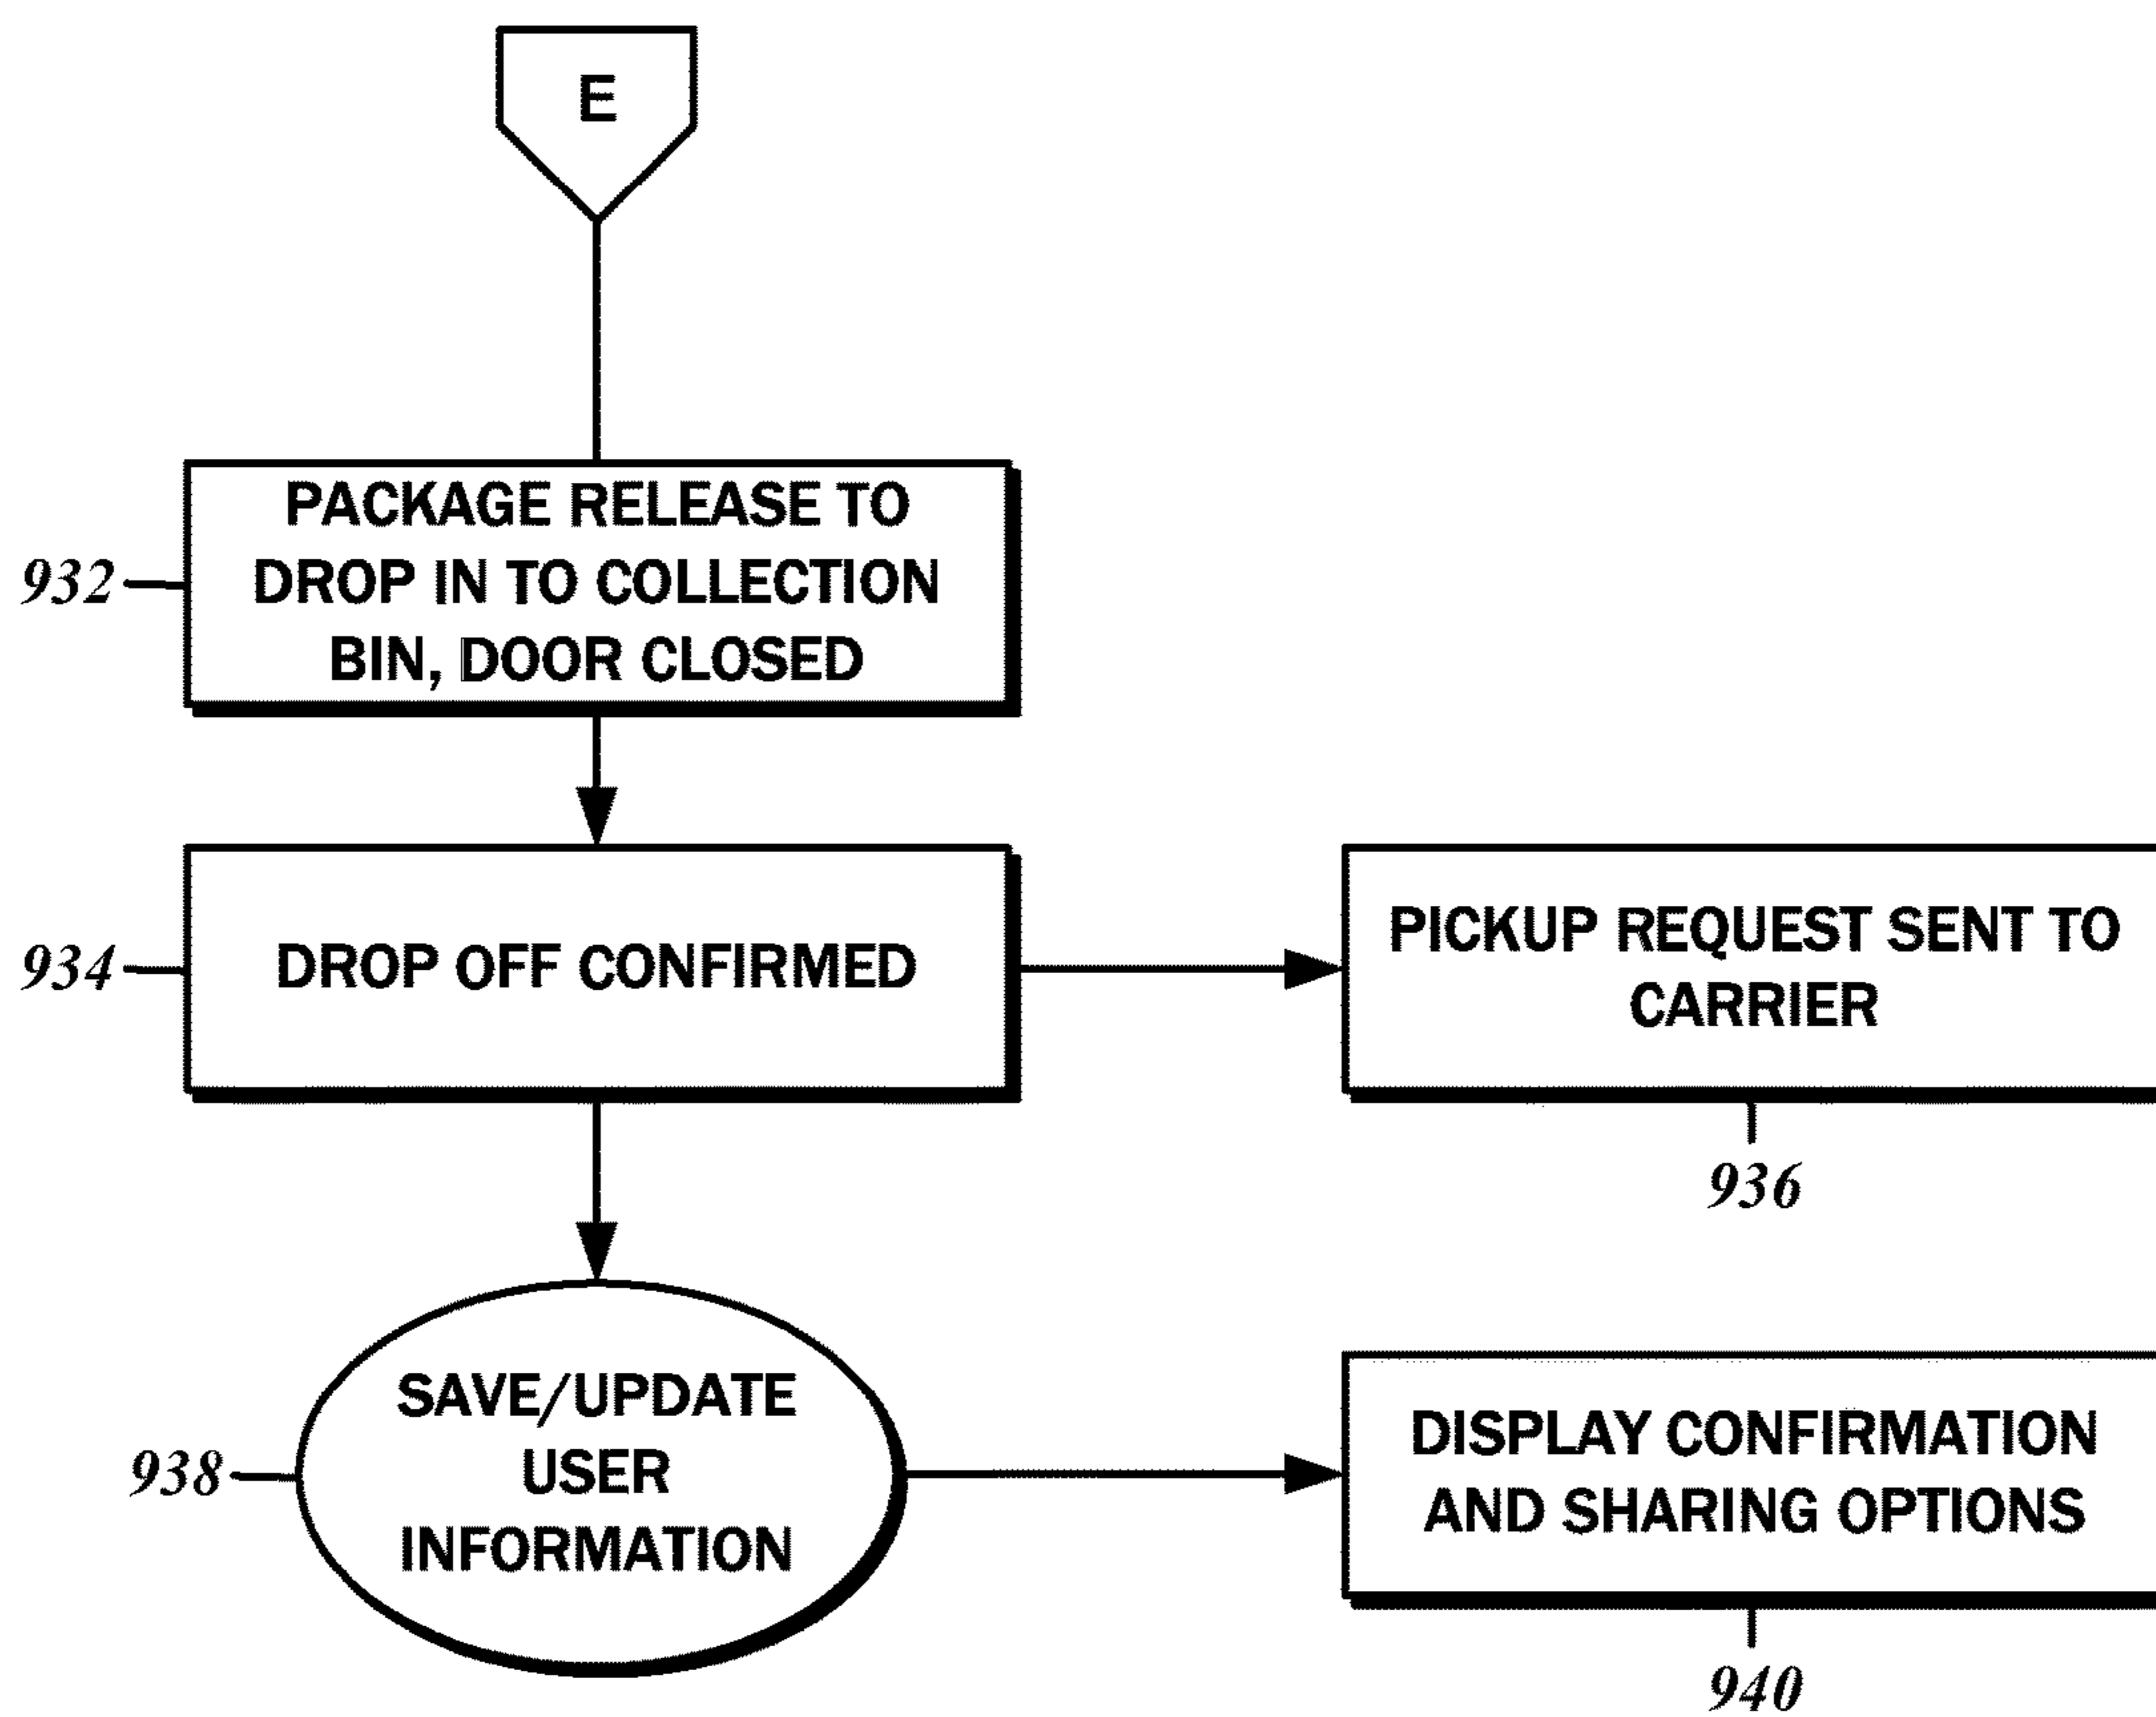 E
PACKAGE RELEASE TO
DROP IN TO COLLECTION
BIN, DOOR CLOSED
932
DROP OFF CONFIRMED
934
PICKUP REQUEST SENT TO
CARRIER
936
SAVE/UPDATE
USER
INFORMATION
938
DISPLAY CONFIRMATION
AND SHARING OPTIONS
940